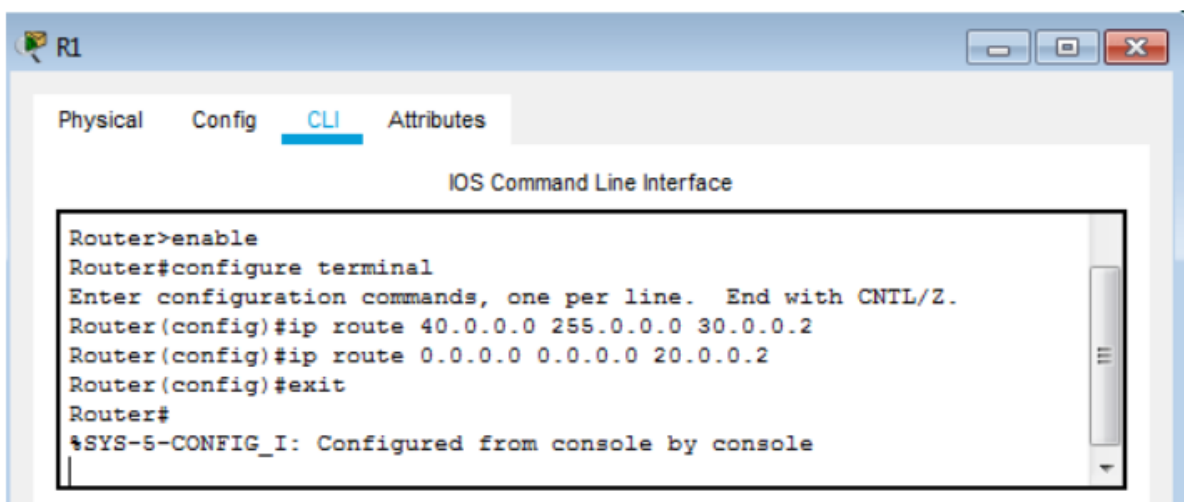 R1
Physical Config CLI Attributes
IOS Command Line Interface
Router>enable
Router#configure terminal
Enter configuration commands, one per line.  End with CNTL/Z.
Router(config)#ip route 40.0.0.0 255.0.0.0 30.0.0.2
Router(config)#ip route 0.0.0.0 0.0.0.0 20.0.0.2
Router(config)#exit
Router#
%SYS-5-CONFIG_I: Configured from console by console